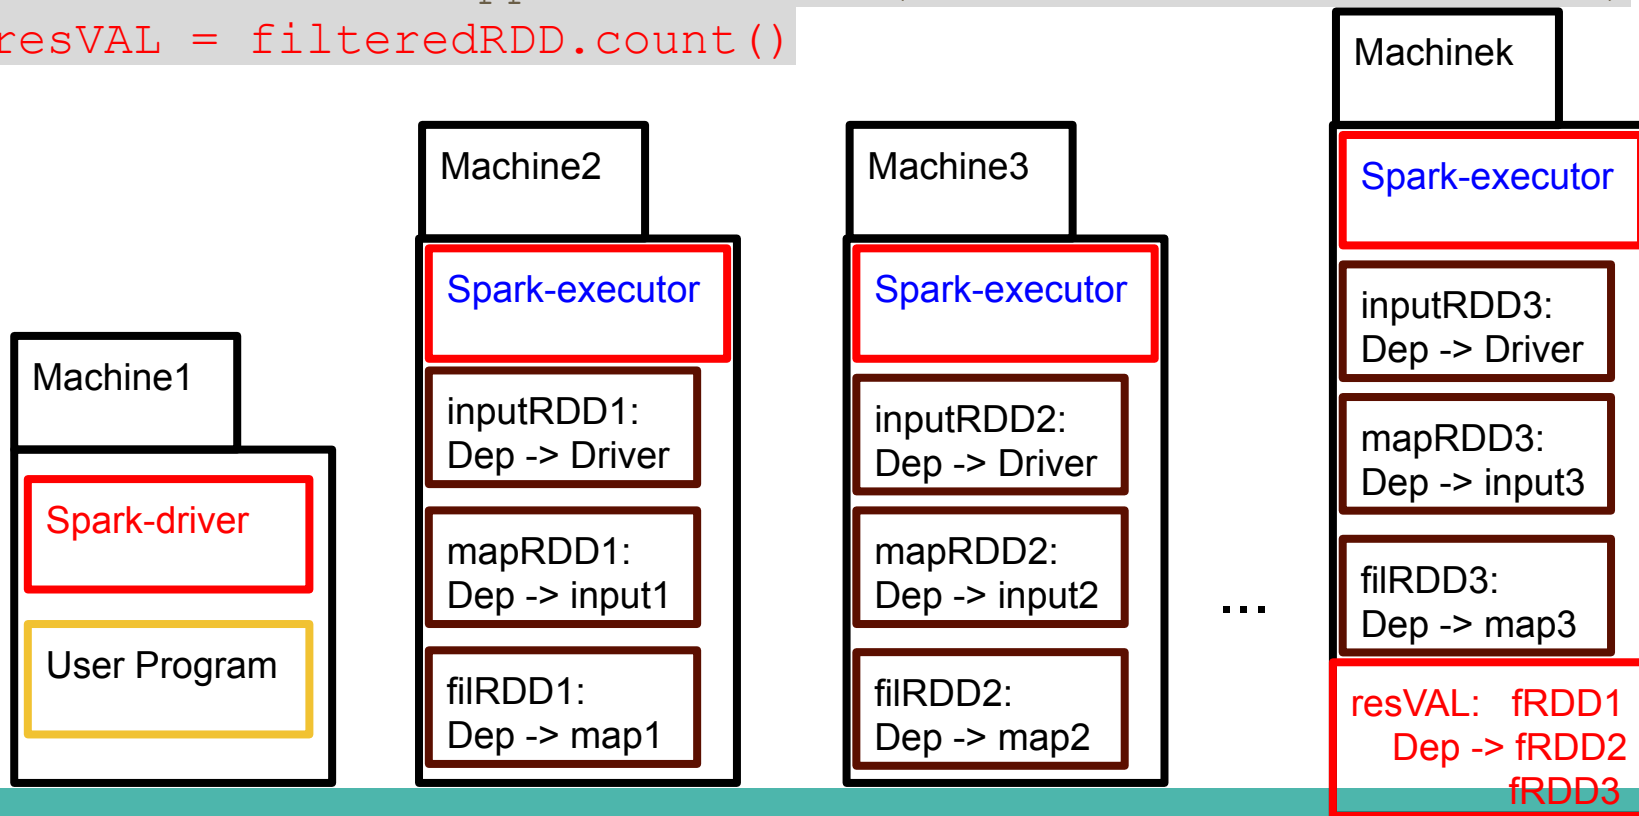 resVAL = filteredRDD.count()
Machine1
Spark-driver
User Program
Machine2
Spark-executor
inputRDD1:
Dep -> Driver
mapRDD1:
Dep -> input1
filRDD1:
Dep -> map1
Machine3
Spark-executor
inputRDD2:
Dep -> Driver
mapRDD2:
Dep -> input2
filRDD2:
Dep -> map2
...
Machinek
Spark-executor
inputRDD3:
Dep -> Driver
mapRDD3:
Dep -> input3
filRDD3:
Dep -> map3
resVAL: fRDD1
Dep -> fRDD2
fRDD3